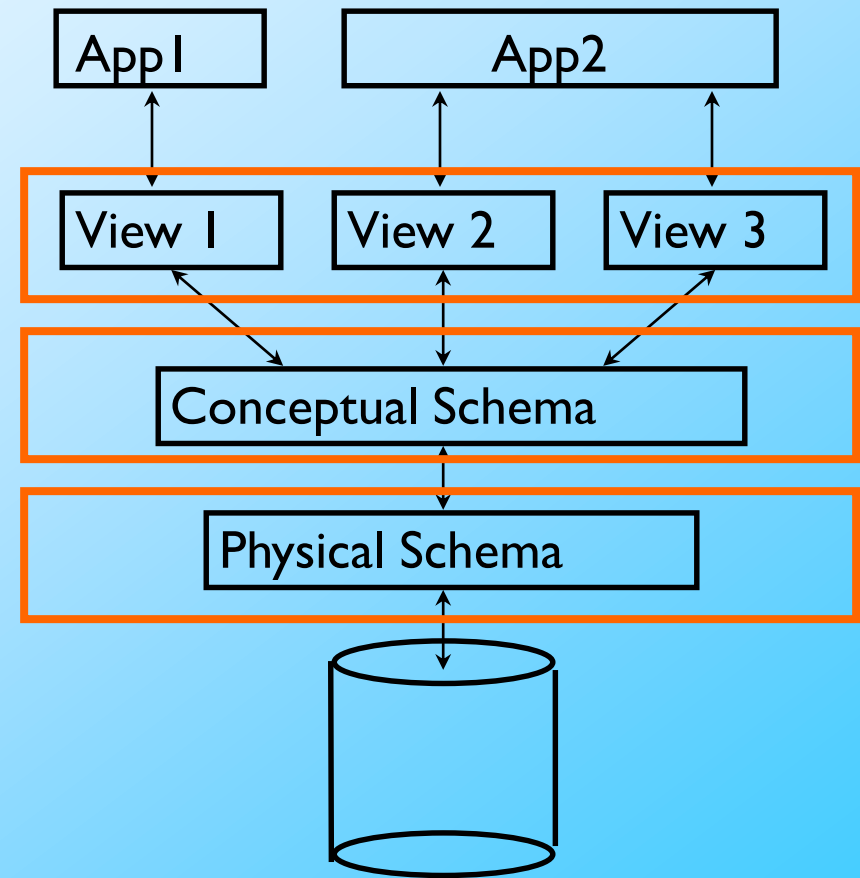 App1
App2
View 1
View 2
View 3
Conceptual Schema
Physical Schema